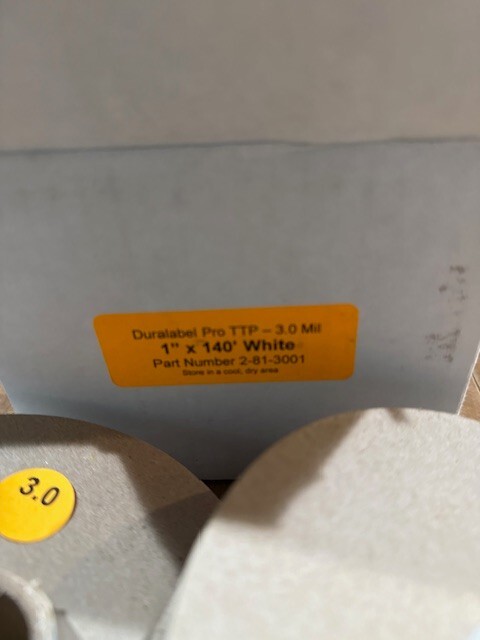 Duralabel Pro TTP – 3.0 Mil
1" x 140' White
Part Number 2-81-3001
Store in a cool, dry area
3.0